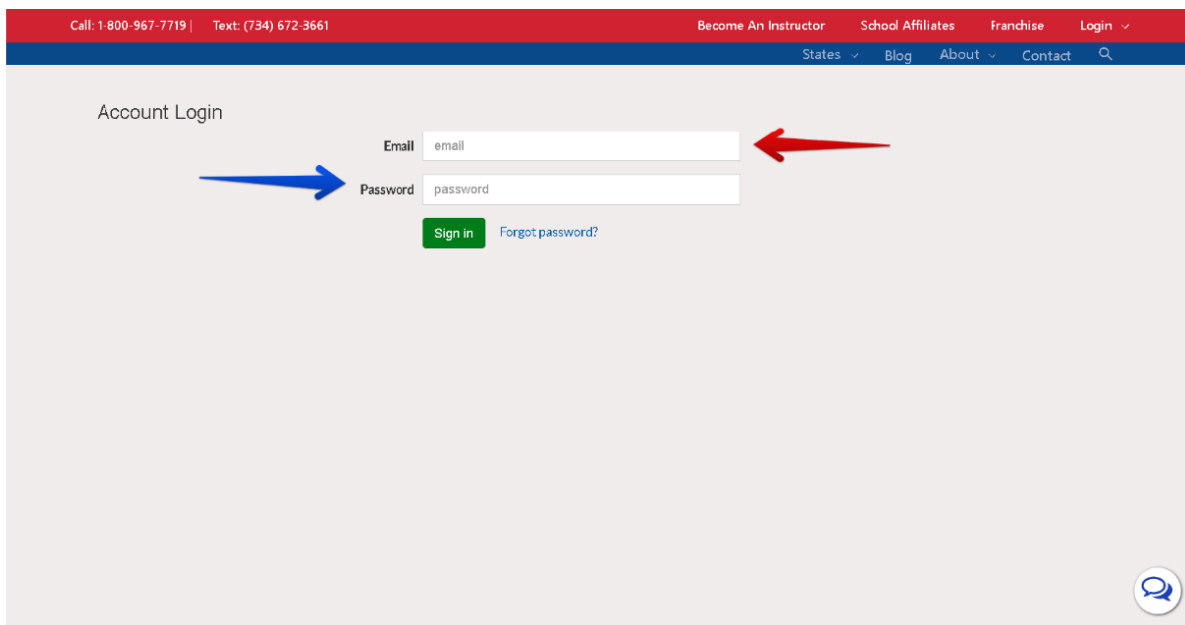 Call: 1-800-967-7719 | Text: (734) 672-3661 Become An Instructor School Affiliates Franchise Login
States Blog About Contact
Account Login
Email email
Password password
Sign in Forgot password?